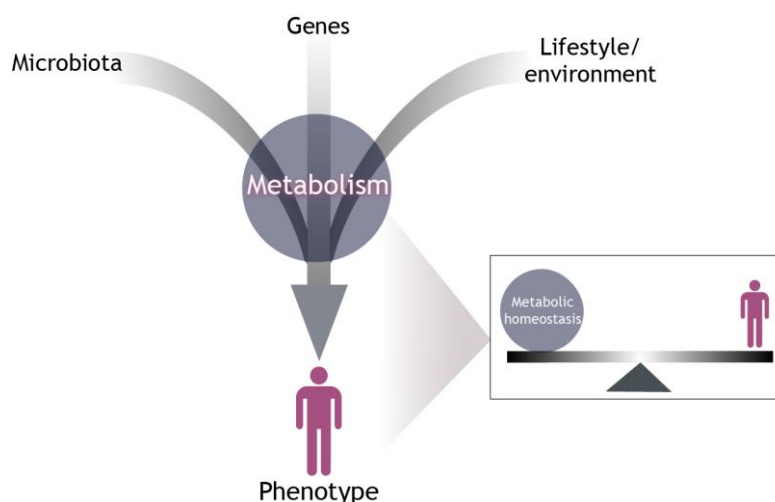 Genes
Microbiota
Lifestyle/
environment
Metabolism
Metabolic
homeostasis
Phenotype